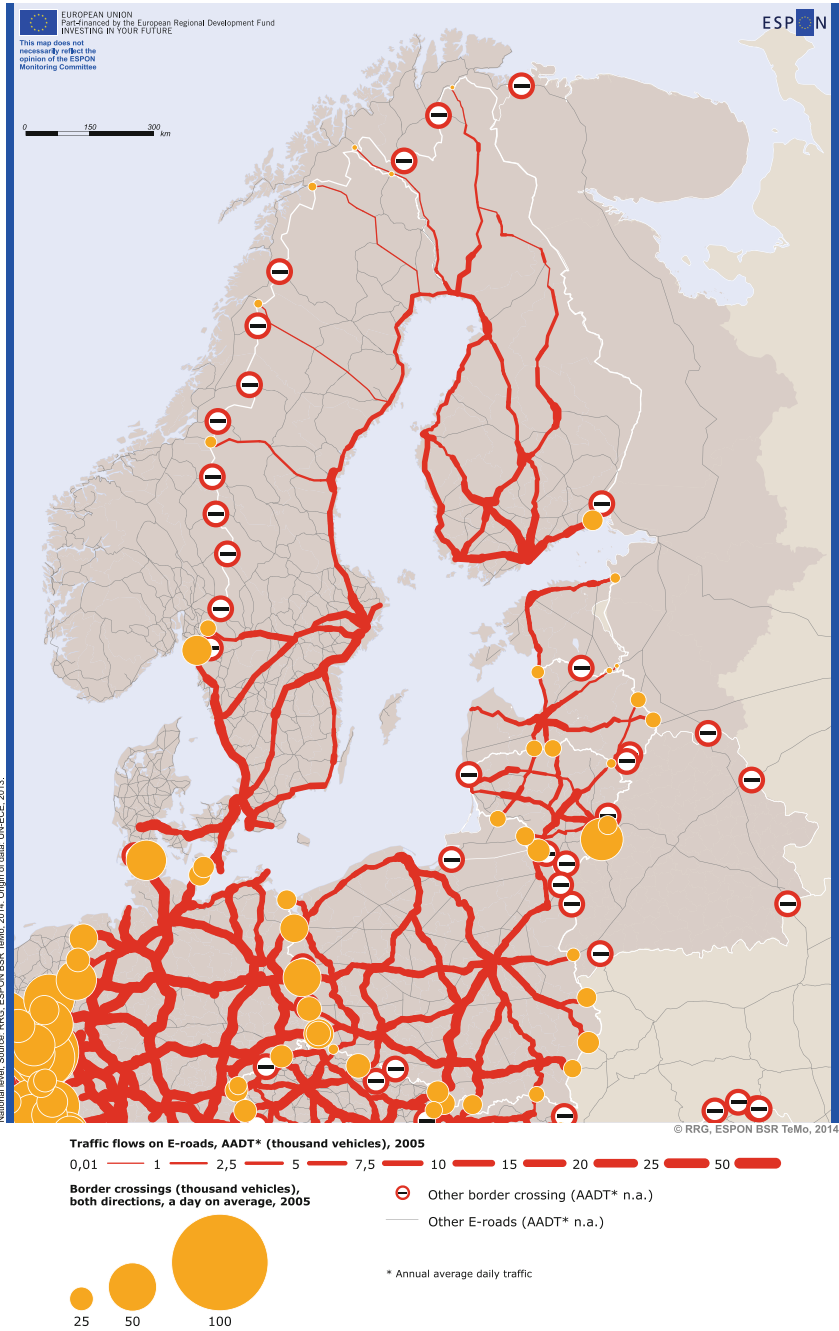 EUROPEAN UNION
Part-financed by the European Regional Development Fund
INVESTING IN YOUR FUTURE
ESPON
This map does not
necessarily reflect the
opinion of the ESPON
Monitoring Committee
0 150 300
km
National level, Source: RRG, ESPON BSR TeMo, 2014. Origin of data: UN-ECE, 2013.
© RRG, ESPON BSR TeMo, 2014
Traffic flows on E-roads, AADT* (thousand vehicles), 2005
0,01 1 2,5 5 7,5 10 15 20 25 50
Border crossings (thousand vehicles),
both directions, a day on average, 2005
Other border crossing (AADT* n.a.)
Other E-roads (AADT* n.a.)
* Annual average daily traffic
25 50 100